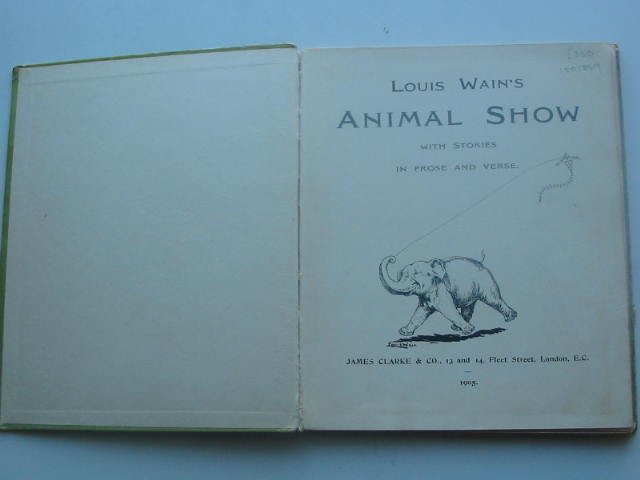 LOUIS WAIN'S
ANIMAL SHOW
WITH STORIES
IN PROSE AND VERSE.
JAMES CLARKE & CO., 13 and 14, Fleet Street, London, E.C.
1905.